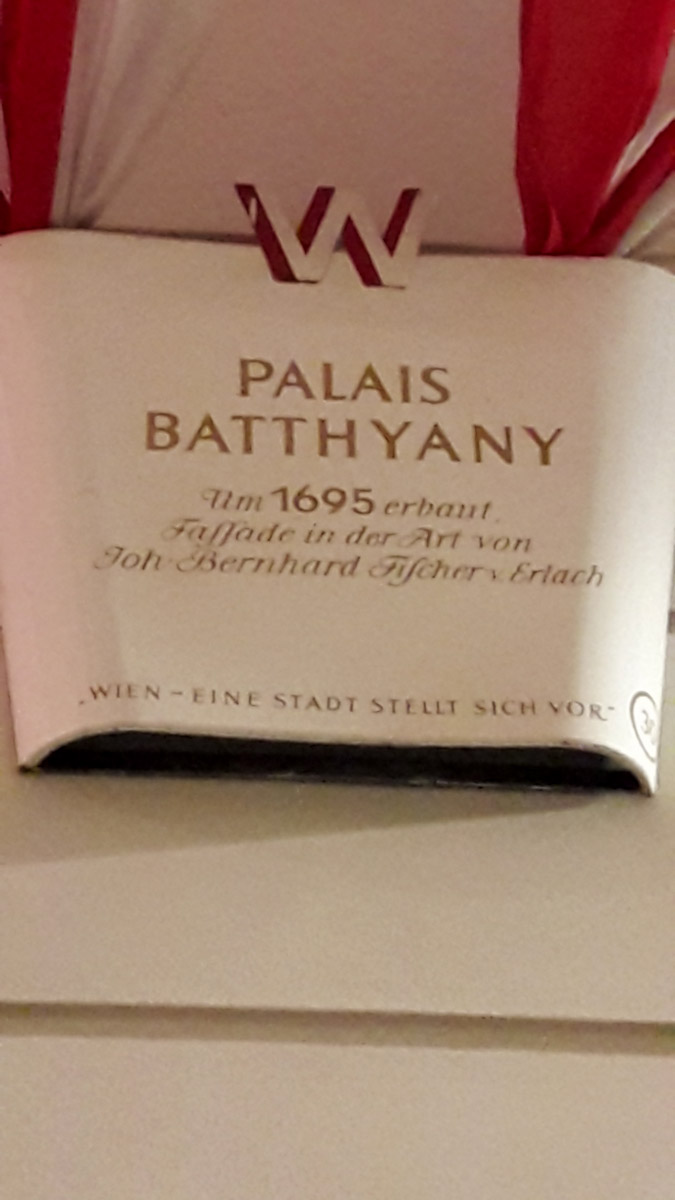 W
PALAIS
BATTHYANY
Um 1695 erbaut.
Faſſade in der Art von
Joh. Bernhard Fiſcher v. Erlach
„WIEN – EINE STADT STELLT SICH VOR"